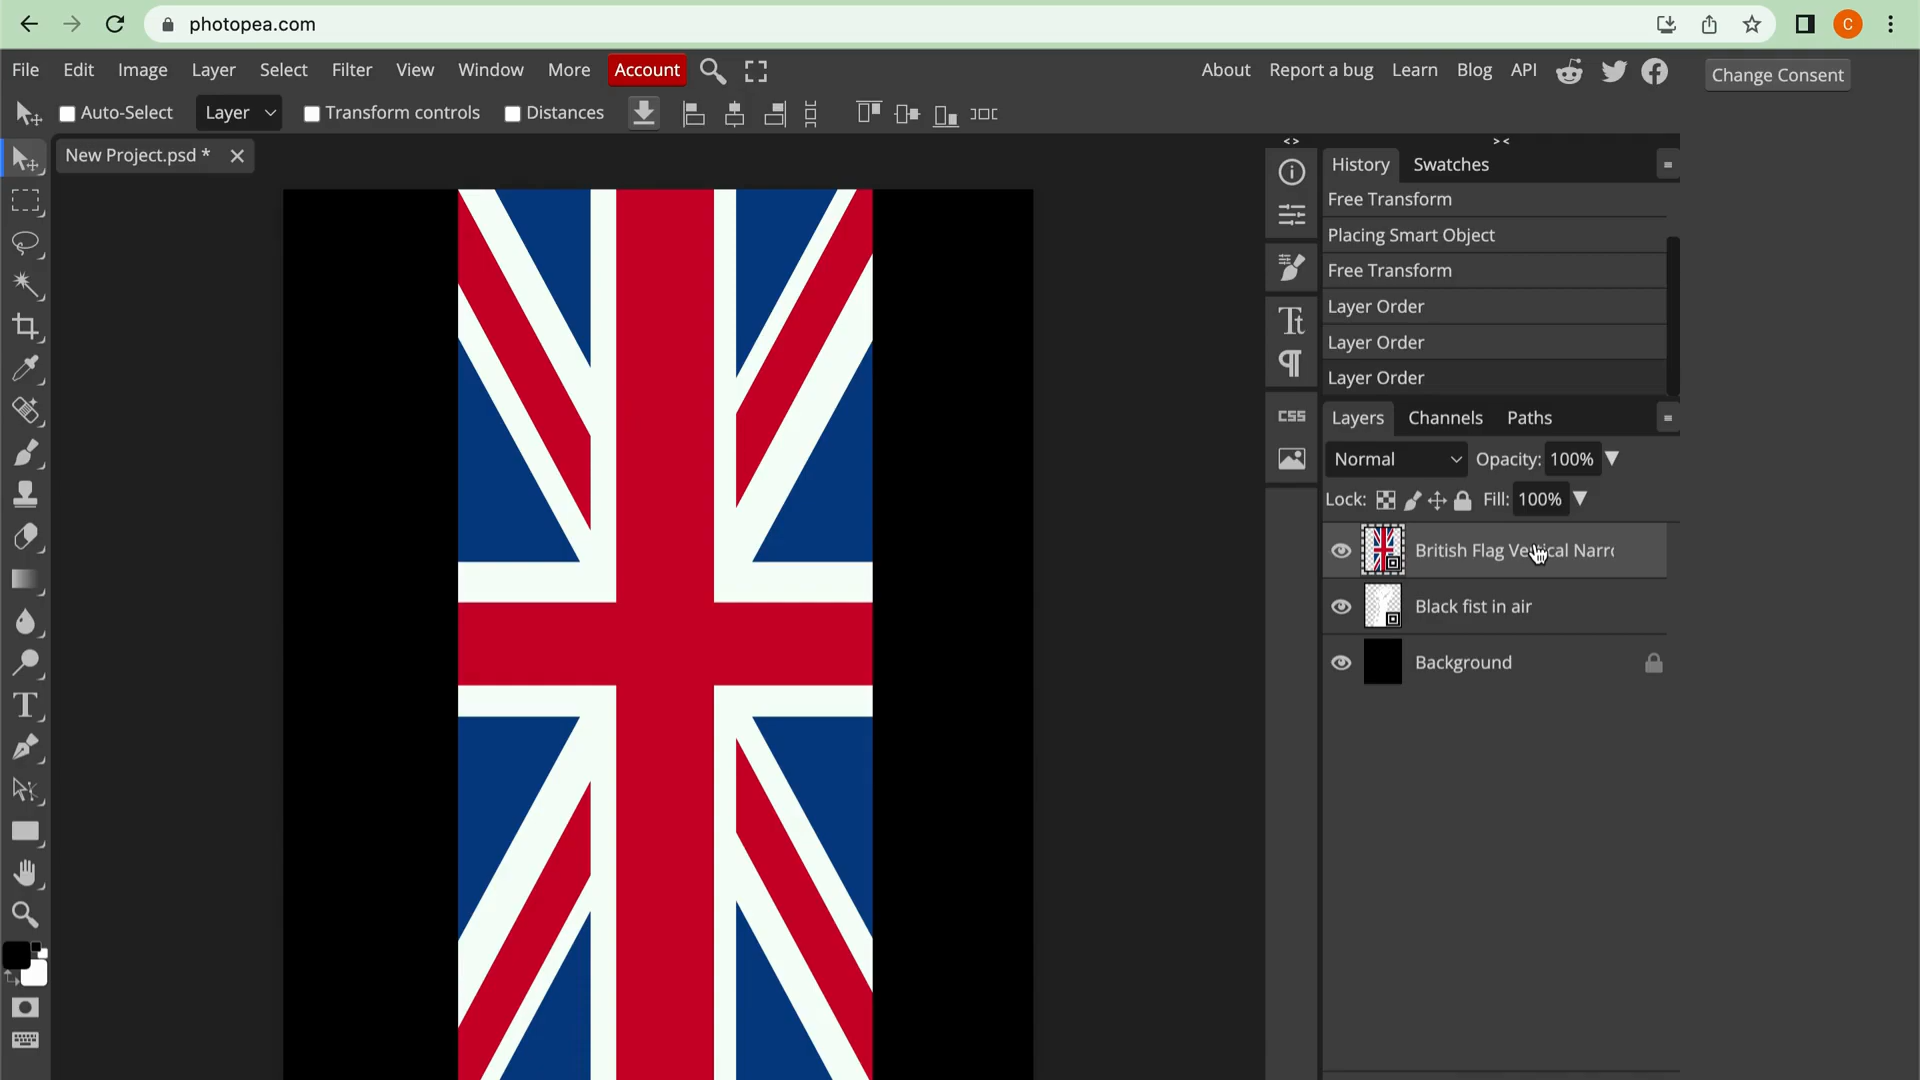 photopea.com
C
File Edit Image Layer Select Filter View Window More Account
About Report a bug Learn Blog API
Change Consent
Auto-Select Layer Transform controls Distances
New Project.psd *
< > > <
History Swatches
Free Transform
Placing Smart Object
Free Transform
Layer Order
Layer Order
Layer Order
Tt
CSS
Layers Channels Paths
Normal Opacity: 100%
Lock: Fill: 100%
British Flag Vertical Narro
Black fist in air
Background
T